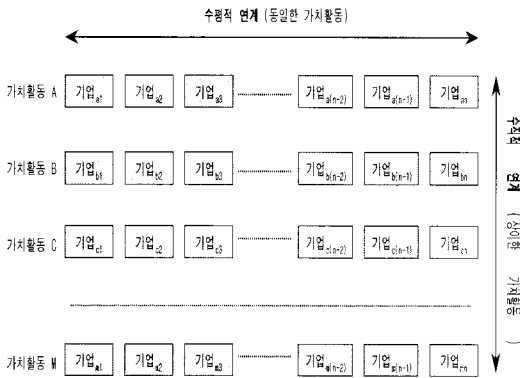 수평적 연계 (동일한 가치활동)
가치활동 A 기업a1 기업a2 기업a3 기업a(n-2) 기업a(n-1) 기업an
가치활동 B 기업b1 기업b2 기업b3 기업b(n-2) 기업b(n-1) 기업bn
가치활동 C 기업c1 기업c2 기업c3 기업c(n-2) 기업c(n-1) 기업cn
가치활동 M 기업m1 기업m2 기업m3 기업m(n-2) 기업m(n-1) 기업mn
수직적 연계 (상이한 가치활동)